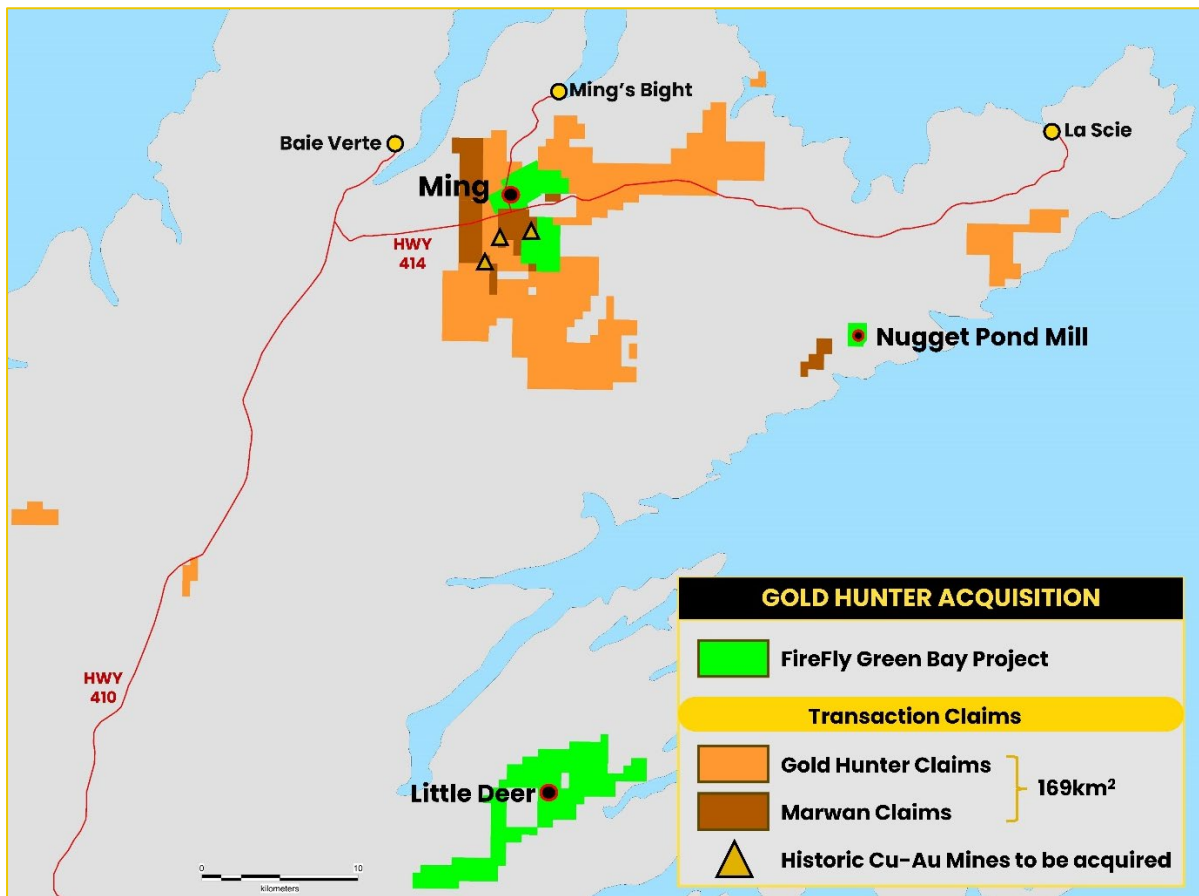 Ming's Bight
La Scie
Baie Verte
Ming
HWY
414
Nugget Pond Mill
HWY
410
Little Deer
0
10
kilometers
GOLD HUNTER ACQUISITION
FireFly Green Bay Project
Transaction Claims
Gold Hunter Claims
169km²
Marwan Claims
Historic Cu-Au Mines to be acquired